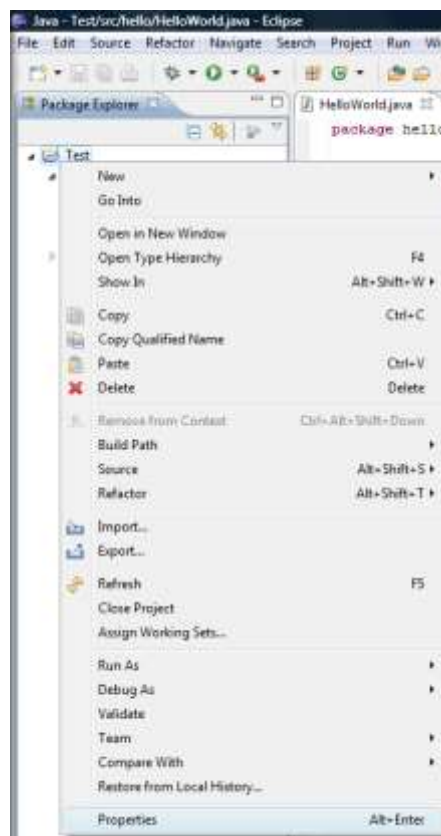 Java - Test/src/hello/HelloWorld.java - Eclipse
File Edit Source Refactor Navigate Search Project Run Wi
Package Explorer
HelloWorld.java
package hello
Test
New
Go Into
Open in New Window
Open Type Hierarchy F4
Show In Alt+Shift+W
Copy Ctrl+C
Copy Qualified Name
Paste Ctrl+V
Delete Delete
Remove from Context Ctrl+Alt+Shift+Down
Build Path
Source Alt+Shift+S
Refactor Alt+Shift+T
Import...
Export...
Refresh F5
Close Project
Assign Working Sets...
Run As
Debug As
Validate
Team
Compare With
Restore from Local History...
Properties Alt+Enter